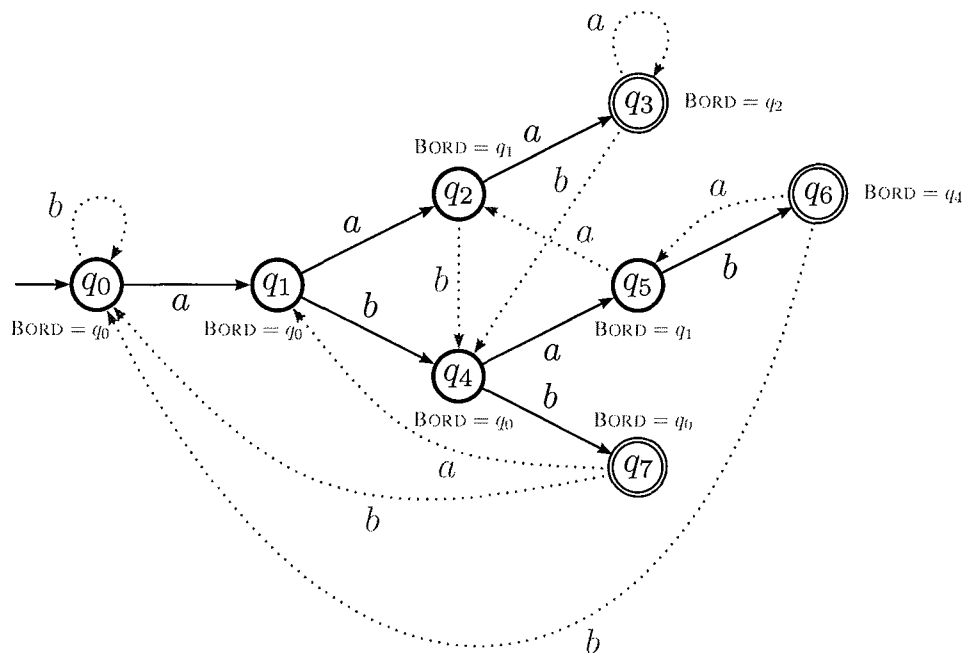 a
q3
BORD = q2
BORD = q1
a
b
q2
a
q6
BORD = q4
b
a
a
b
q0
a
q1
b
q5
b
BORD = q0
BORD = q0
a
BORD = q1
q4
b
BORD = q0
BORD = q0
a
q7
b
b